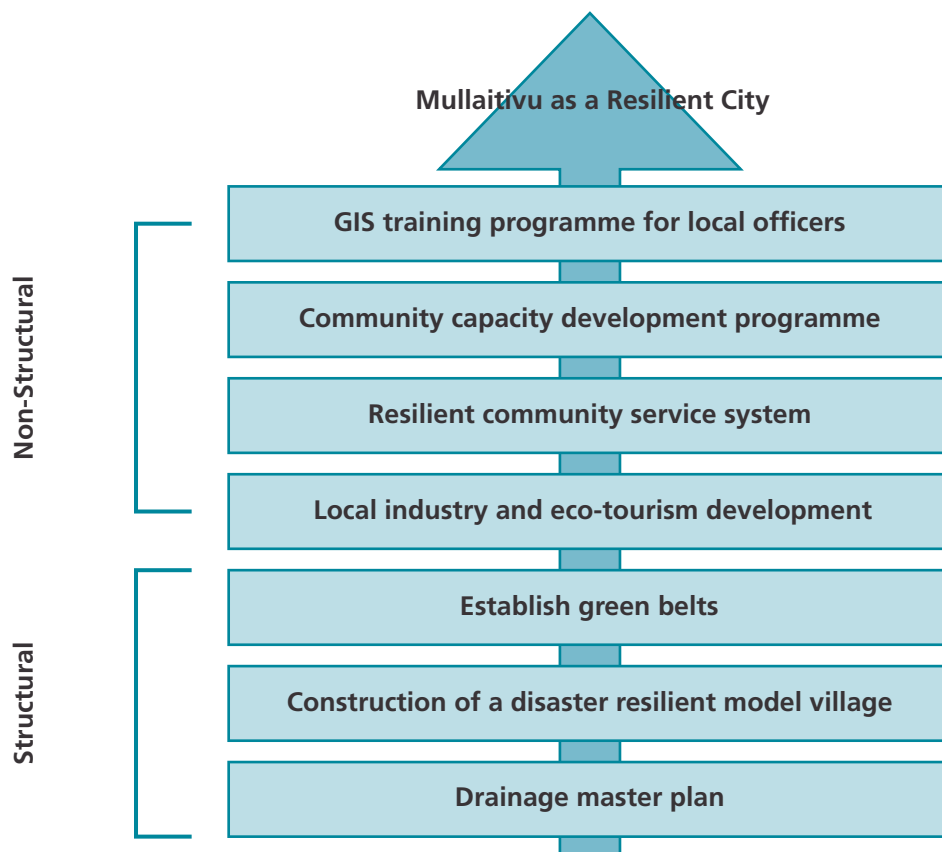 Mullaitivu as a Resilient City
Non-Structural
GIS training programme for local officers
Community capacity development programme
Resilient community service system
Local industry and eco-tourism development
Structural
Establish green belts
Construction of a disaster resilient model village
Drainage master plan